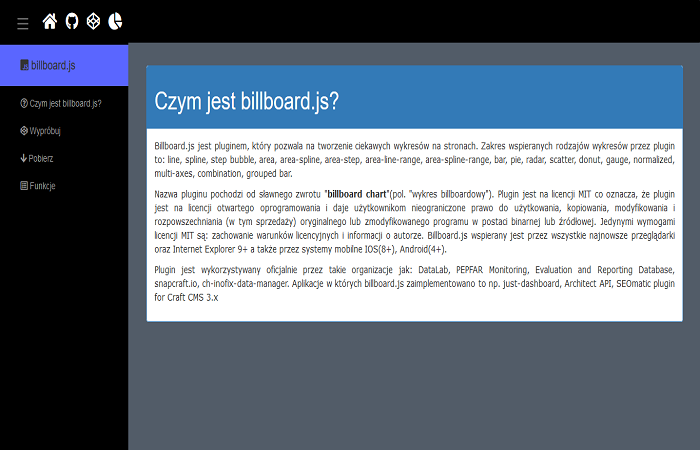 billboard.js
Czym jest billboard.js?
Wypróbuj
Pobierz
Funkcje
Czym jest billboard.js?
Billboard.js jest pluginem, który pozwala na tworzenie ciekawych wykresów na stronach. Zakres wspieranych rodzajów wykresów przez plugin
to: line, spline, step bubble, area, area-spline, area-step, area-line-range, area-spline-range, bar, pie, radar, scatter, donut, gauge, normalized,
multi-axes, combination, grouped bar.
Nazwa pluginu pochodzi od sławnego zwrotu "billboard chart"(pol. "wykres billboardowy"). Plugin jest na licencji MIT co oznacza, że plugin
jest na licencji otwartego oprogramowania i daje użytkownikom nieograniczone prawo do użytkowania, kopiowania, modyfikowania i
rozpowszechniania (w tym sprzedaży) oryginalnego lub zmodyfikowanego programu w postaci binarnej lub źródłowej. Jedynymi wymogami
licencji MIT są: zachowanie warunków licencyjnych i informacji o autorze. Billboard.js wspierany jest przez wszystkie najnowsze przeglądarki
oraz Internet Explorer 9+ a także przez systemy mobilne IOS(8+), Android(4+).
Plugin jest wykorzystywany oficjalnie przez takie organizacje jak: DataLab, PEPFAR Monitoring, Evaluation and Reporting Database,
snapcraft.io, ch-inofix-data-manager. Aplikacje w których billboard.js zaimplementowano to np. just-dashboard, Architect API, SEOmatic plugin
for Craft CMS 3.x